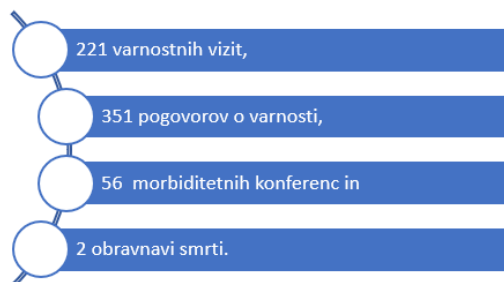 221 varnostnih vizit,
351 pogovorov o varnosti,
56  morbiditetnih konferenc in
2 obravnavi smrti.